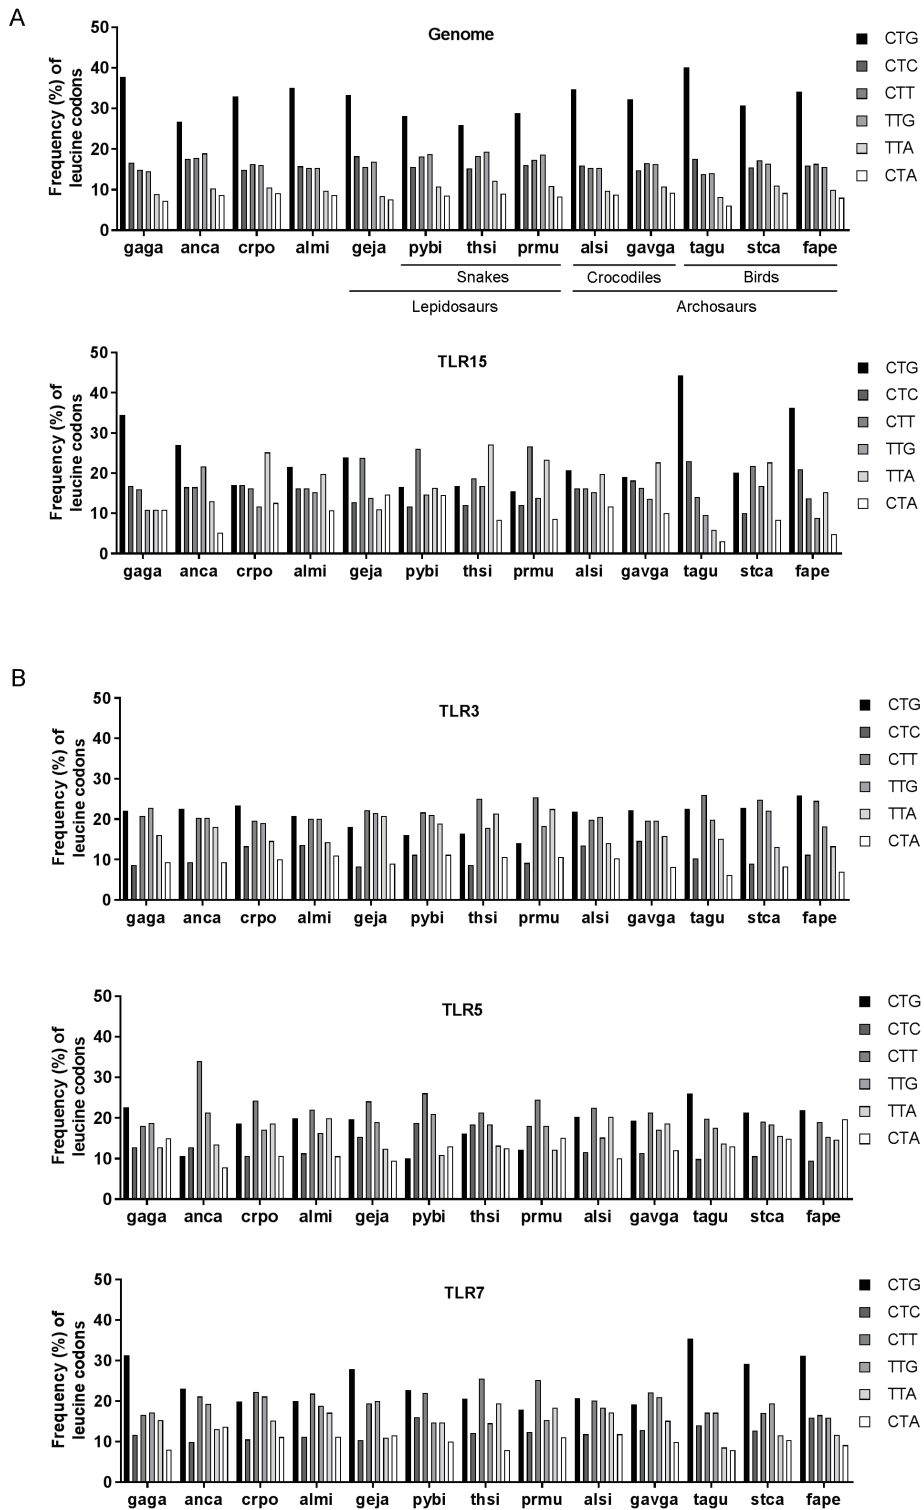 A
Genome
Frequency (%) of
leucine codons
50
40
30
20
10
0
gaga anca crpo almi geja pybi thsi prmu alsi gavga tagu stca fape
Snakes Crocodiles Birds
Lepidosaurs Archosaurs
CTG
CTC
CTT
TTG
TTA
CTA
TLR15
Frequency (%) of
leucine codons
50
40
30
20
10
0
gaga anca crpo almi geja pybi thsi prmu alsi gavga tagu stca fape
CTG
CTC
CTT
TTG
TTA
CTA
B
TLR3
Frequency (%) of
leucine codons
50
40
30
20
10
0
gaga anca crpo almi geja pybi thsi prmu alsi gavga tagu stca fape
CTG
CTC
CTT
TTG
TTA
CTA
TLR5
Frequency (%) of
leucine codons
50
40
30
20
10
0
gaga anca crpo almi geja pybi thsi prmu alsi gavga tagu stca fape
CTG
CTC
CTT
TTG
TTA
CTA
TLR7
Frequency (%) of
leucine codons
50
40
30
20
10
0
gaga anca crpo almi geja pybi thsi prmu alsi gavga tagu stca fape
CTG
CTC
CTT
TTG
TTA
CTA